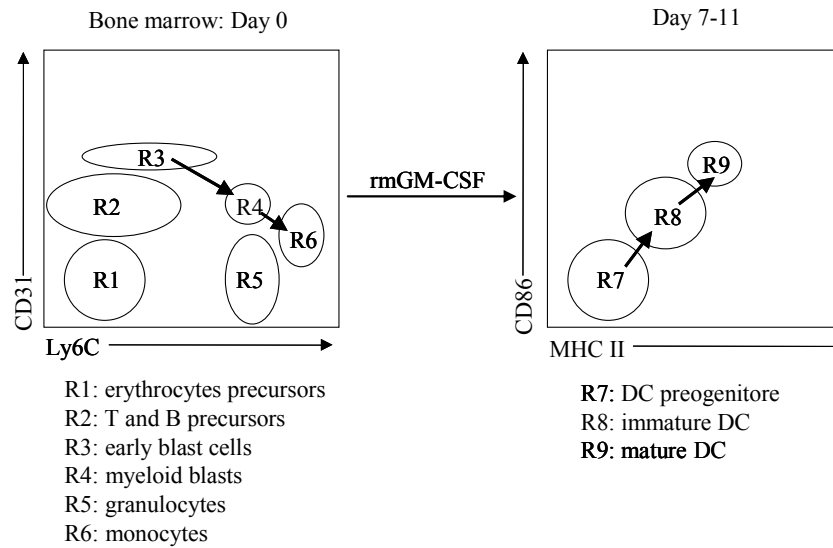 Bone marrow: Day 0
Day 7-11
CD31
R3
R2
R4
R6
R1
R5
Ly6C
rmGM-CSF
CD86
R9
R8
R7
MHC II
R1: erythrocytes precursors
R2: T and B precursors
R3: early blast cells
R4: myeloid blasts
R5: granulocytes
R6: monocytes
R7: DC preogenitore
R8: immature DC
R9: mature DC